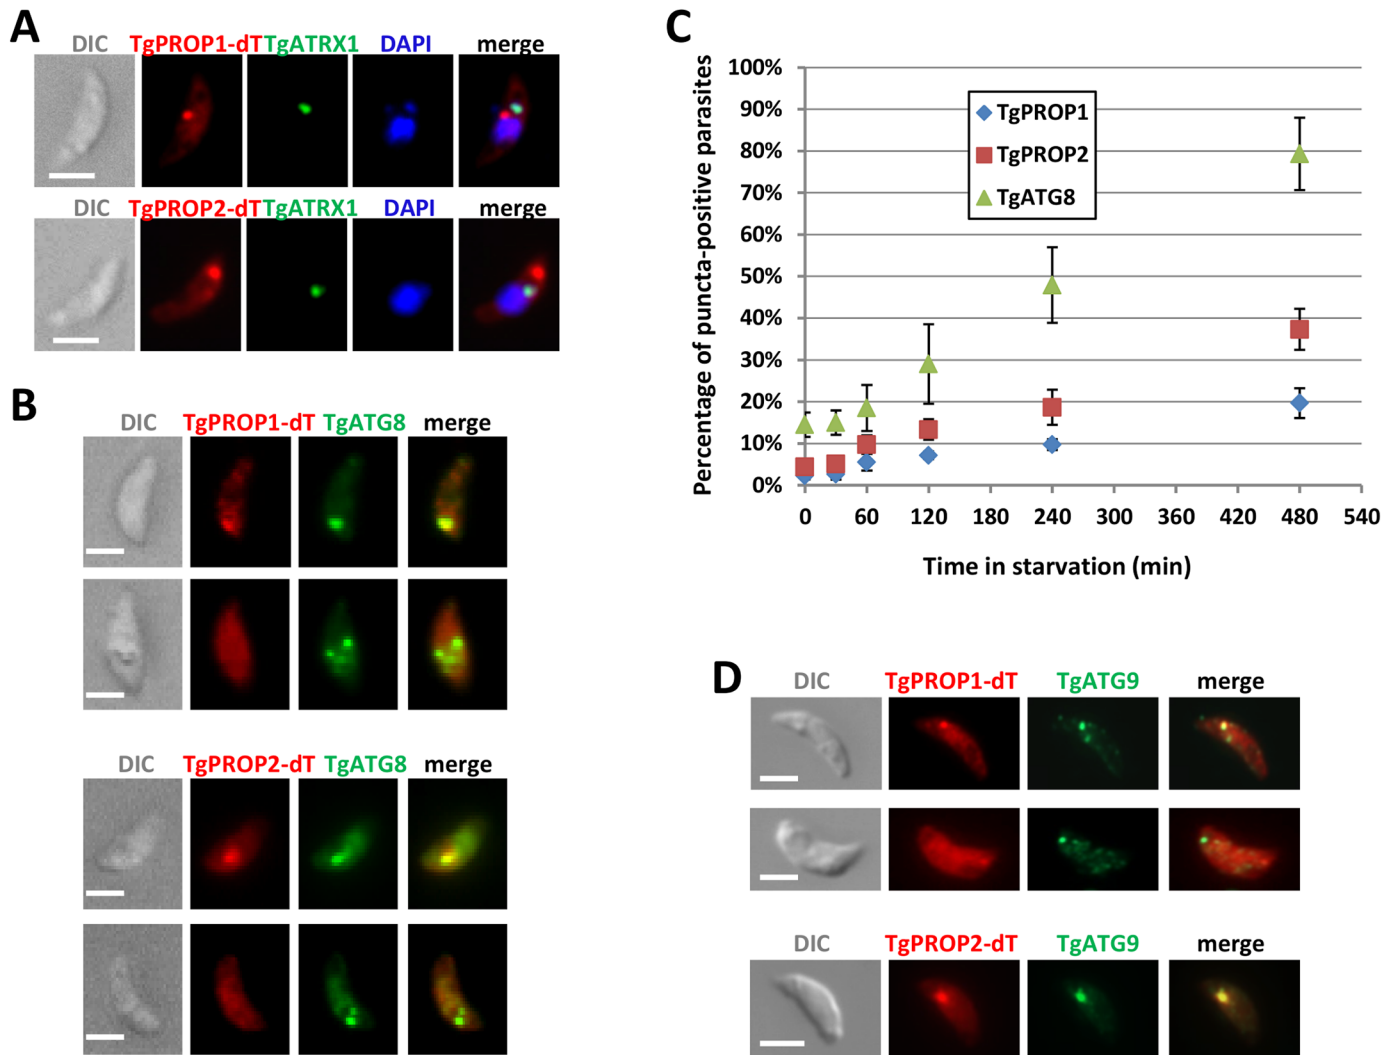 A
DIC TgPROP1-dT TgATRX1 DAPI merge
DIC TgPROP2-dT TgATRX1 DAPI merge
B
DIC TgPROP1-dT TgATG8 merge
DIC TgPROP2-dT TgATG8 merge
C
Percentage of puncta-positive parasites
100%
90%
80%
70%
60%
50%
40%
30%
20%
10%
0%
TgPROP1
TgPROP2
TgATG8
0 60 120 180 240 300 360 420 480 540
Time in starvation (min)
D
DIC TgPROP1-dT TgATG9 merge
DIC TgPROP2-dT TgATG9 merge